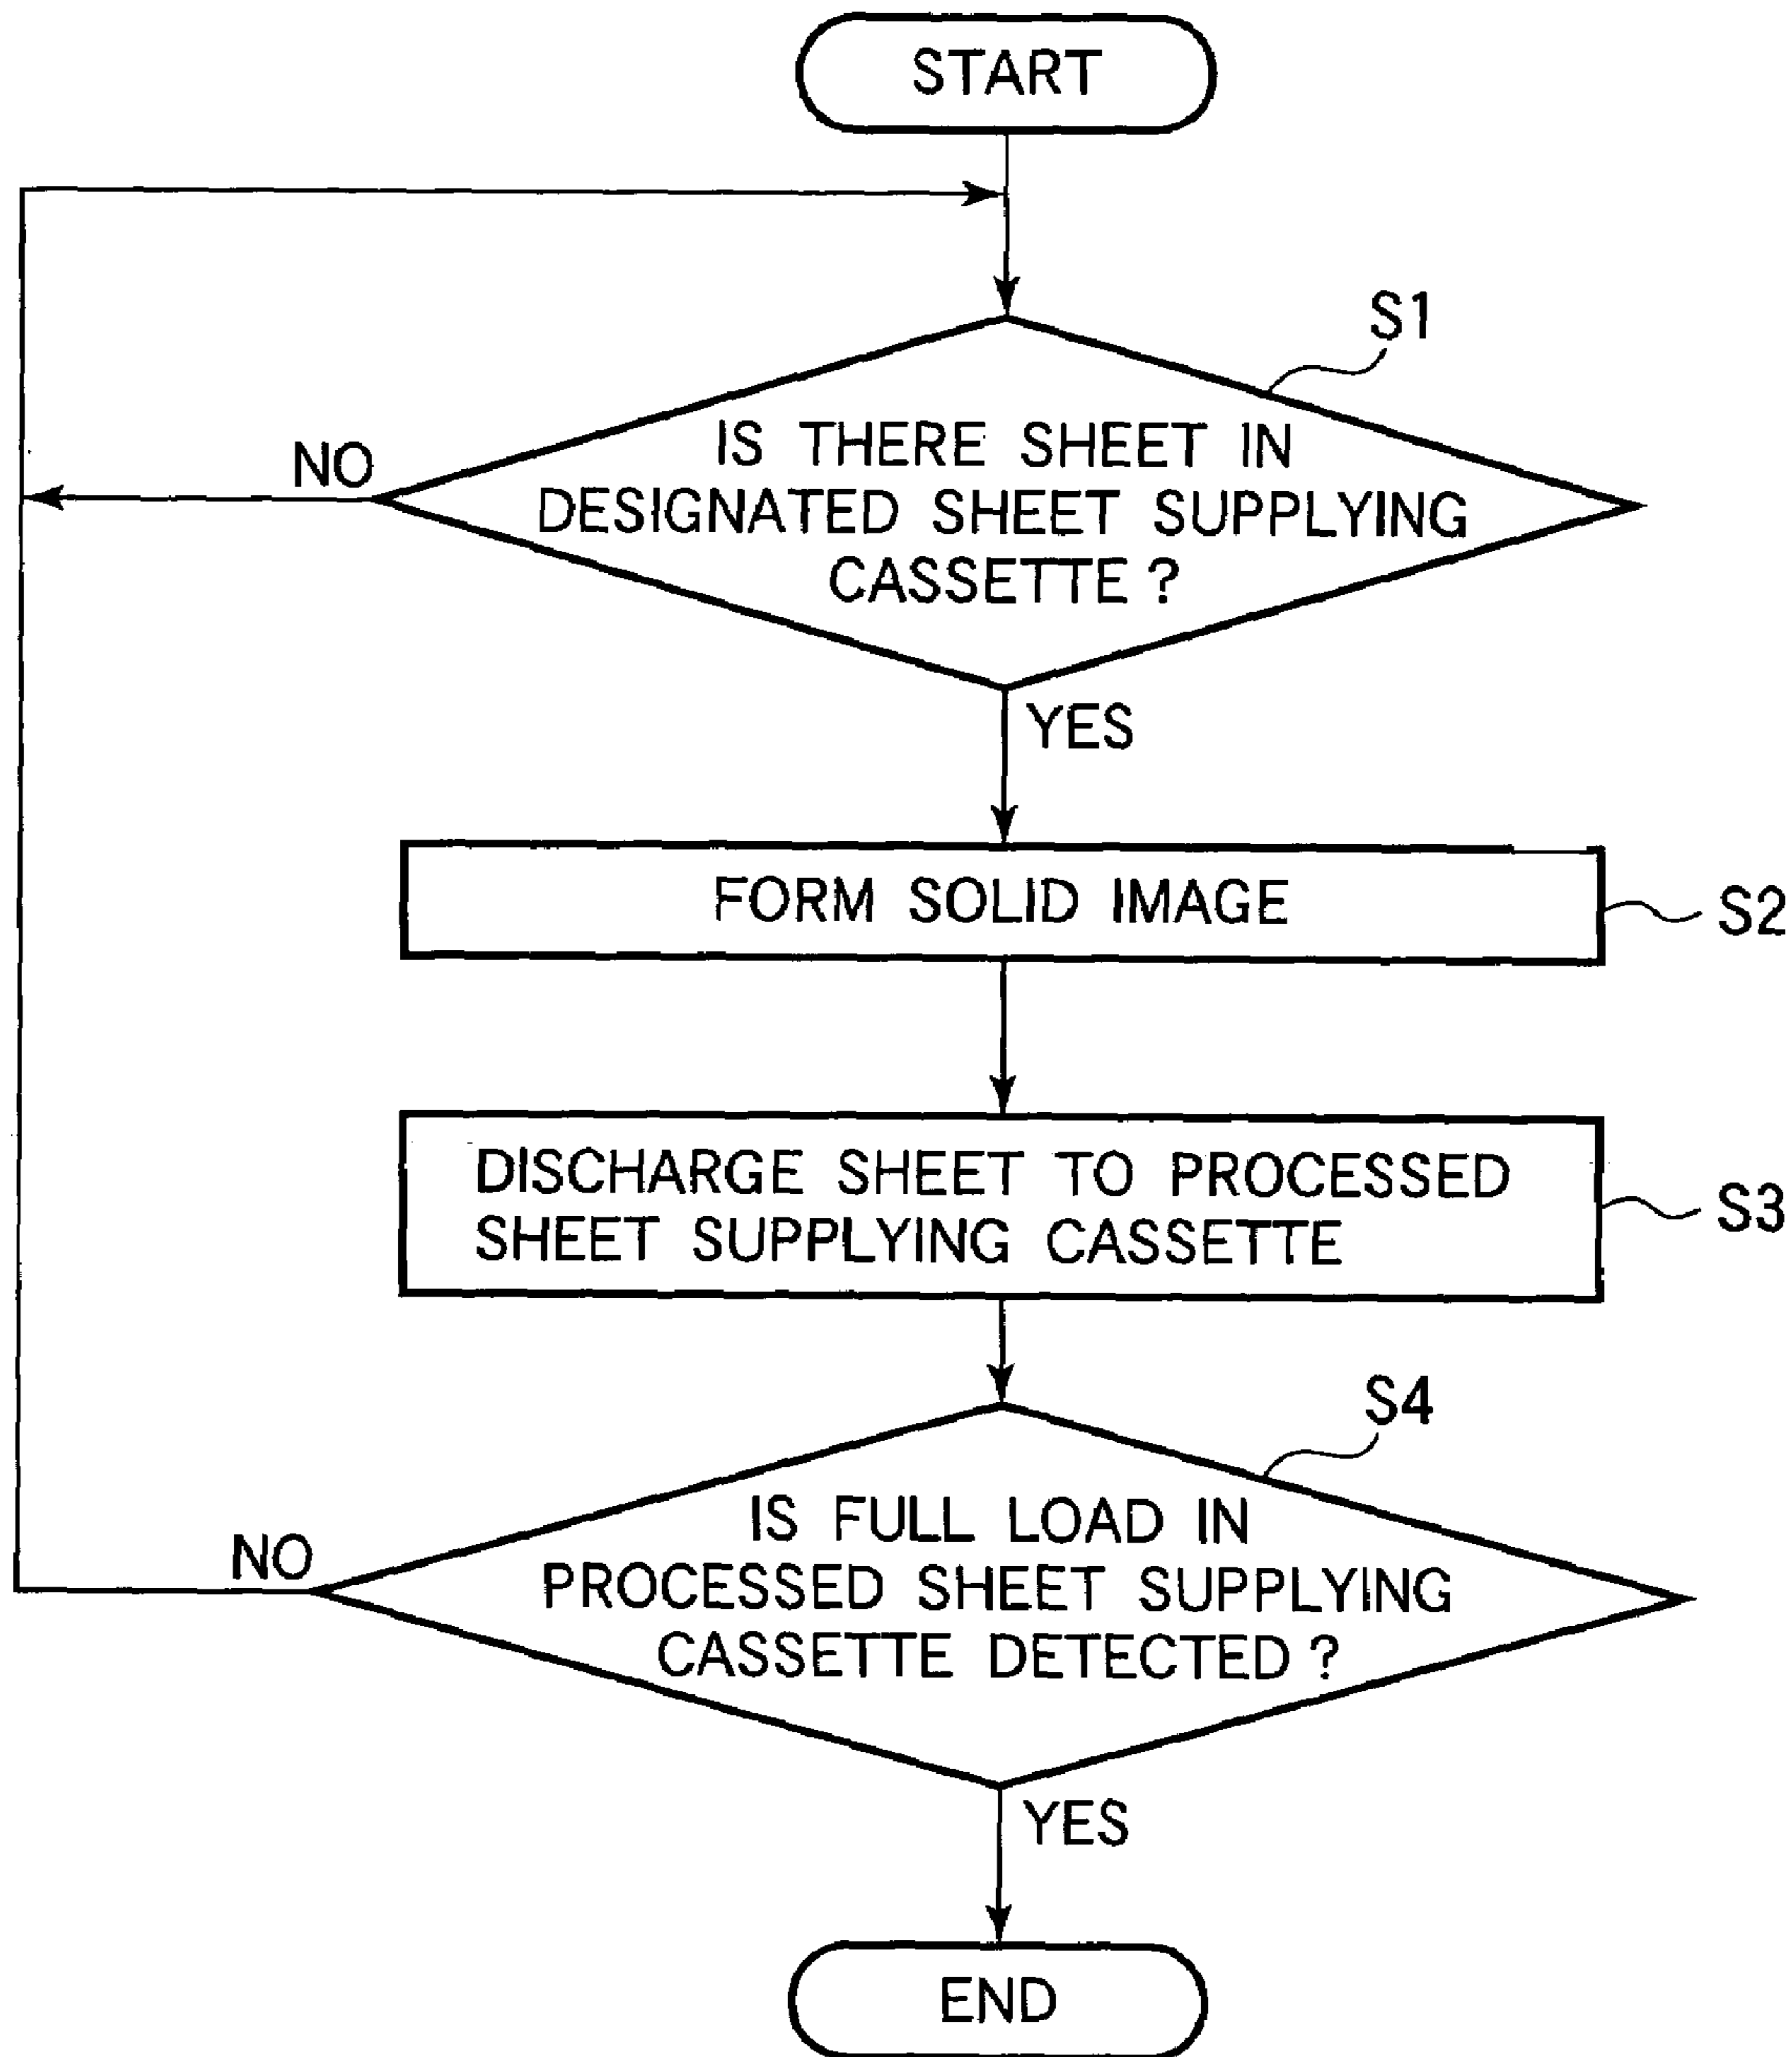 START
S1
NO
IS THERE SHEET IN
DESIGNATED SHEET SUPPLYING
CASSETTE ?
YES
FORM SOLID IMAGE
S2
DISCHARGE SHEET TO PROCESSED
SHEET SUPPLYING CASSETTE
S3
S4
NO
IS FULL LOAD IN
PROCESSED SHEET SUPPLYING
CASSETTE DETECTED ?
YES
END